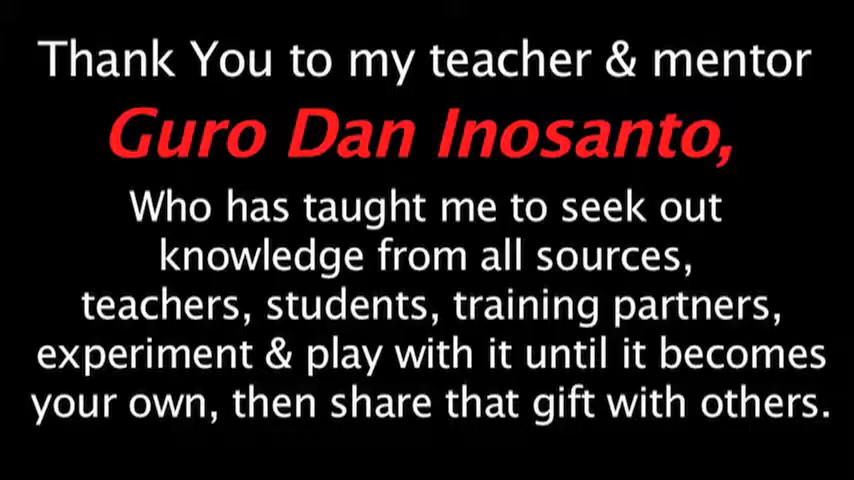 Thank You to my teacher & mentor
Guro Dan Inosanto,
Who has taught me to seek out
knowledge from all sources,
teachers, students, training partners,
experiment & play with it until it becomes
your own, then share that gift with others.